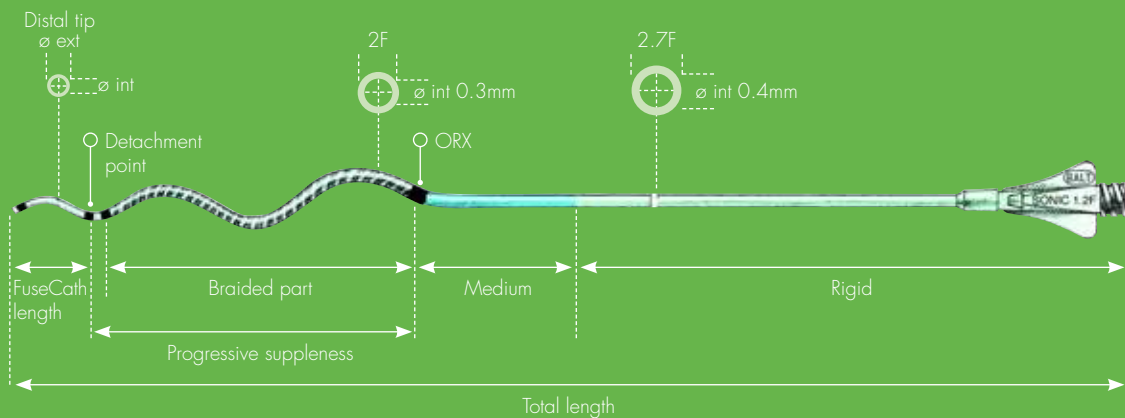 Distal tip
ø ext
ø int
2F
ø int 0.3mm
2.7F
ø int 0.4mm
Detachment
point
ORX
BALT
SONIC 1.2F
FuseCath
length
Braided part
Medium
Rigid
Progressive suppleness
Total length